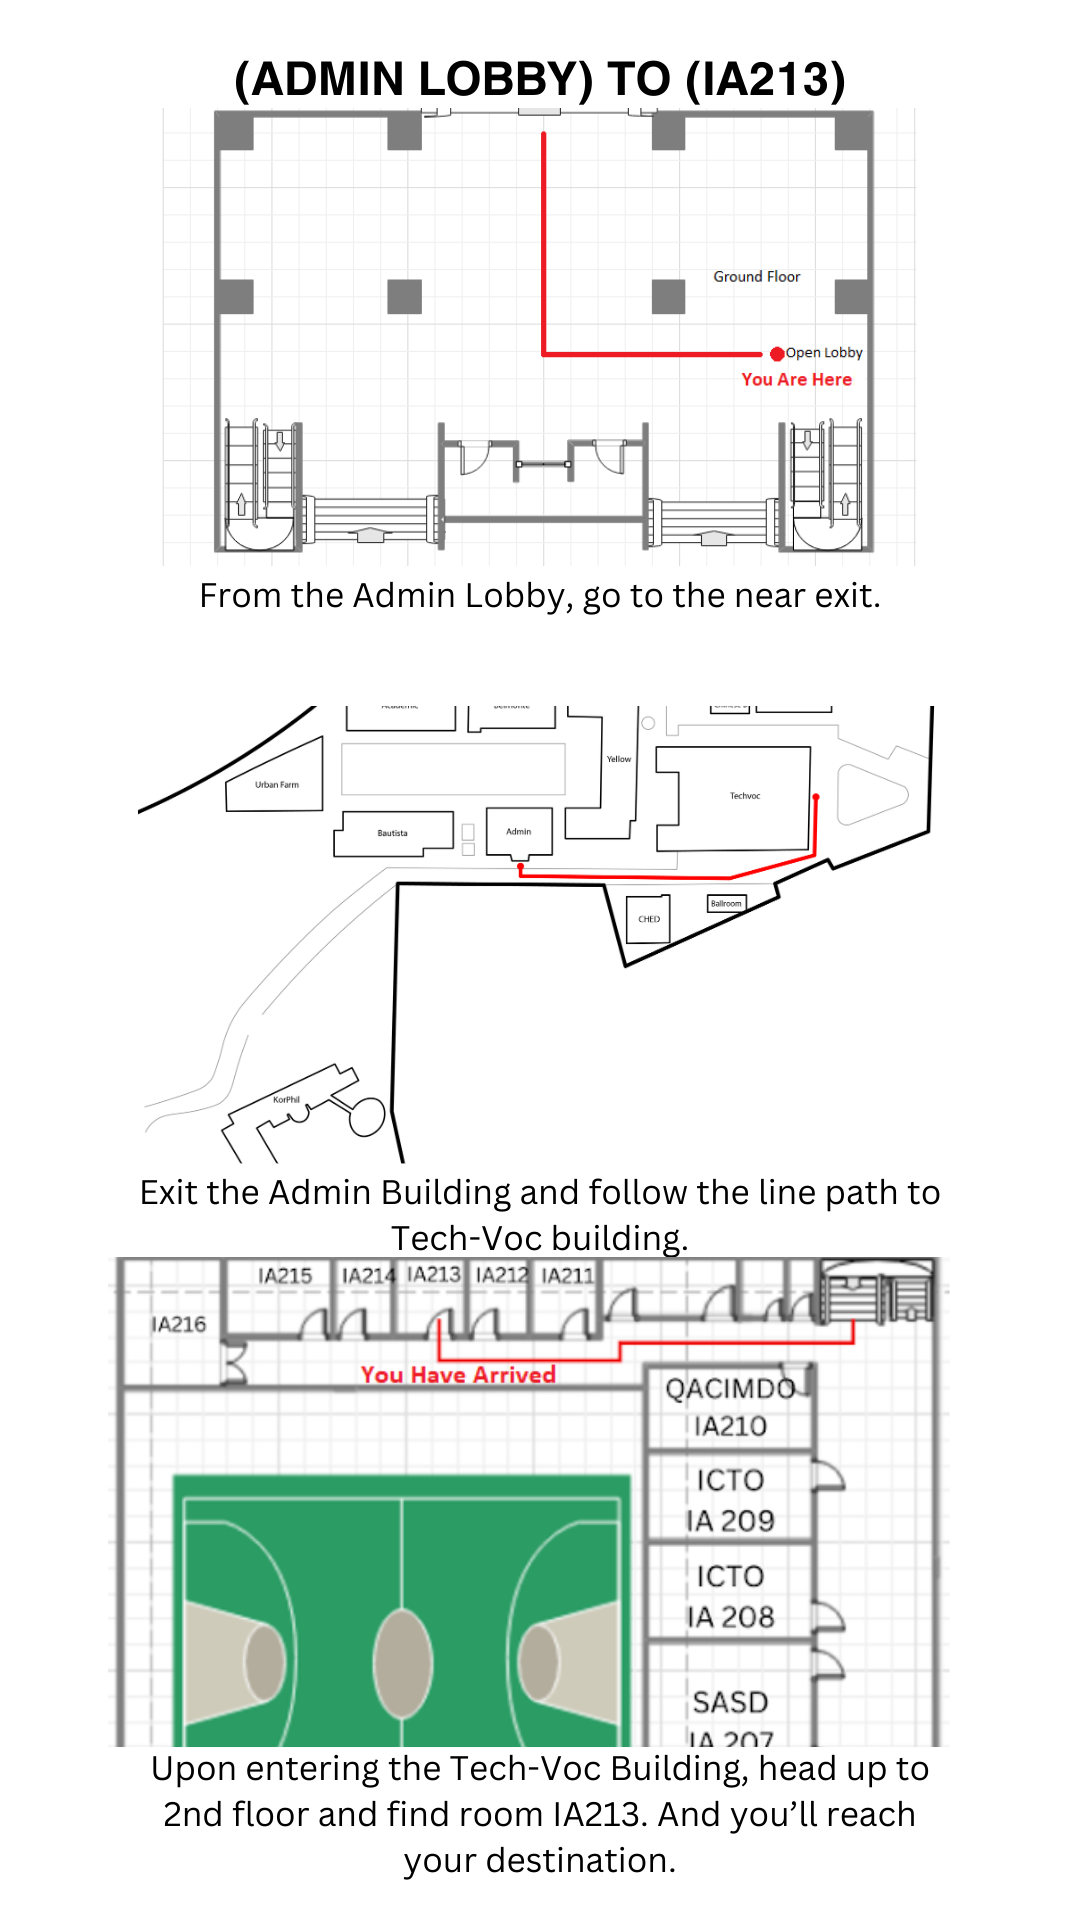 (ADMIN LOBBY) TO (IA213)
Ground Floor
Open Lobby
You Are Here
From the Admin Lobby, go to the near exit.
Urban Farm
Yellow
Techvoc
Bautista
Admin
CHED
Ballroom
KorPhil
Exit the Admin Building and follow the line path to
Tech-Voc building.
IA215
IA214
IA213
IA212
IA211
IA216
You Have Arrived
QACIMDO
IA210
ICTO
IA 209
ICTO
IA 208
SASD
IA 207
Upon entering the Tech-Voc Building, head up to
2nd floor and find room IA213. And you’ll reach
your destination.